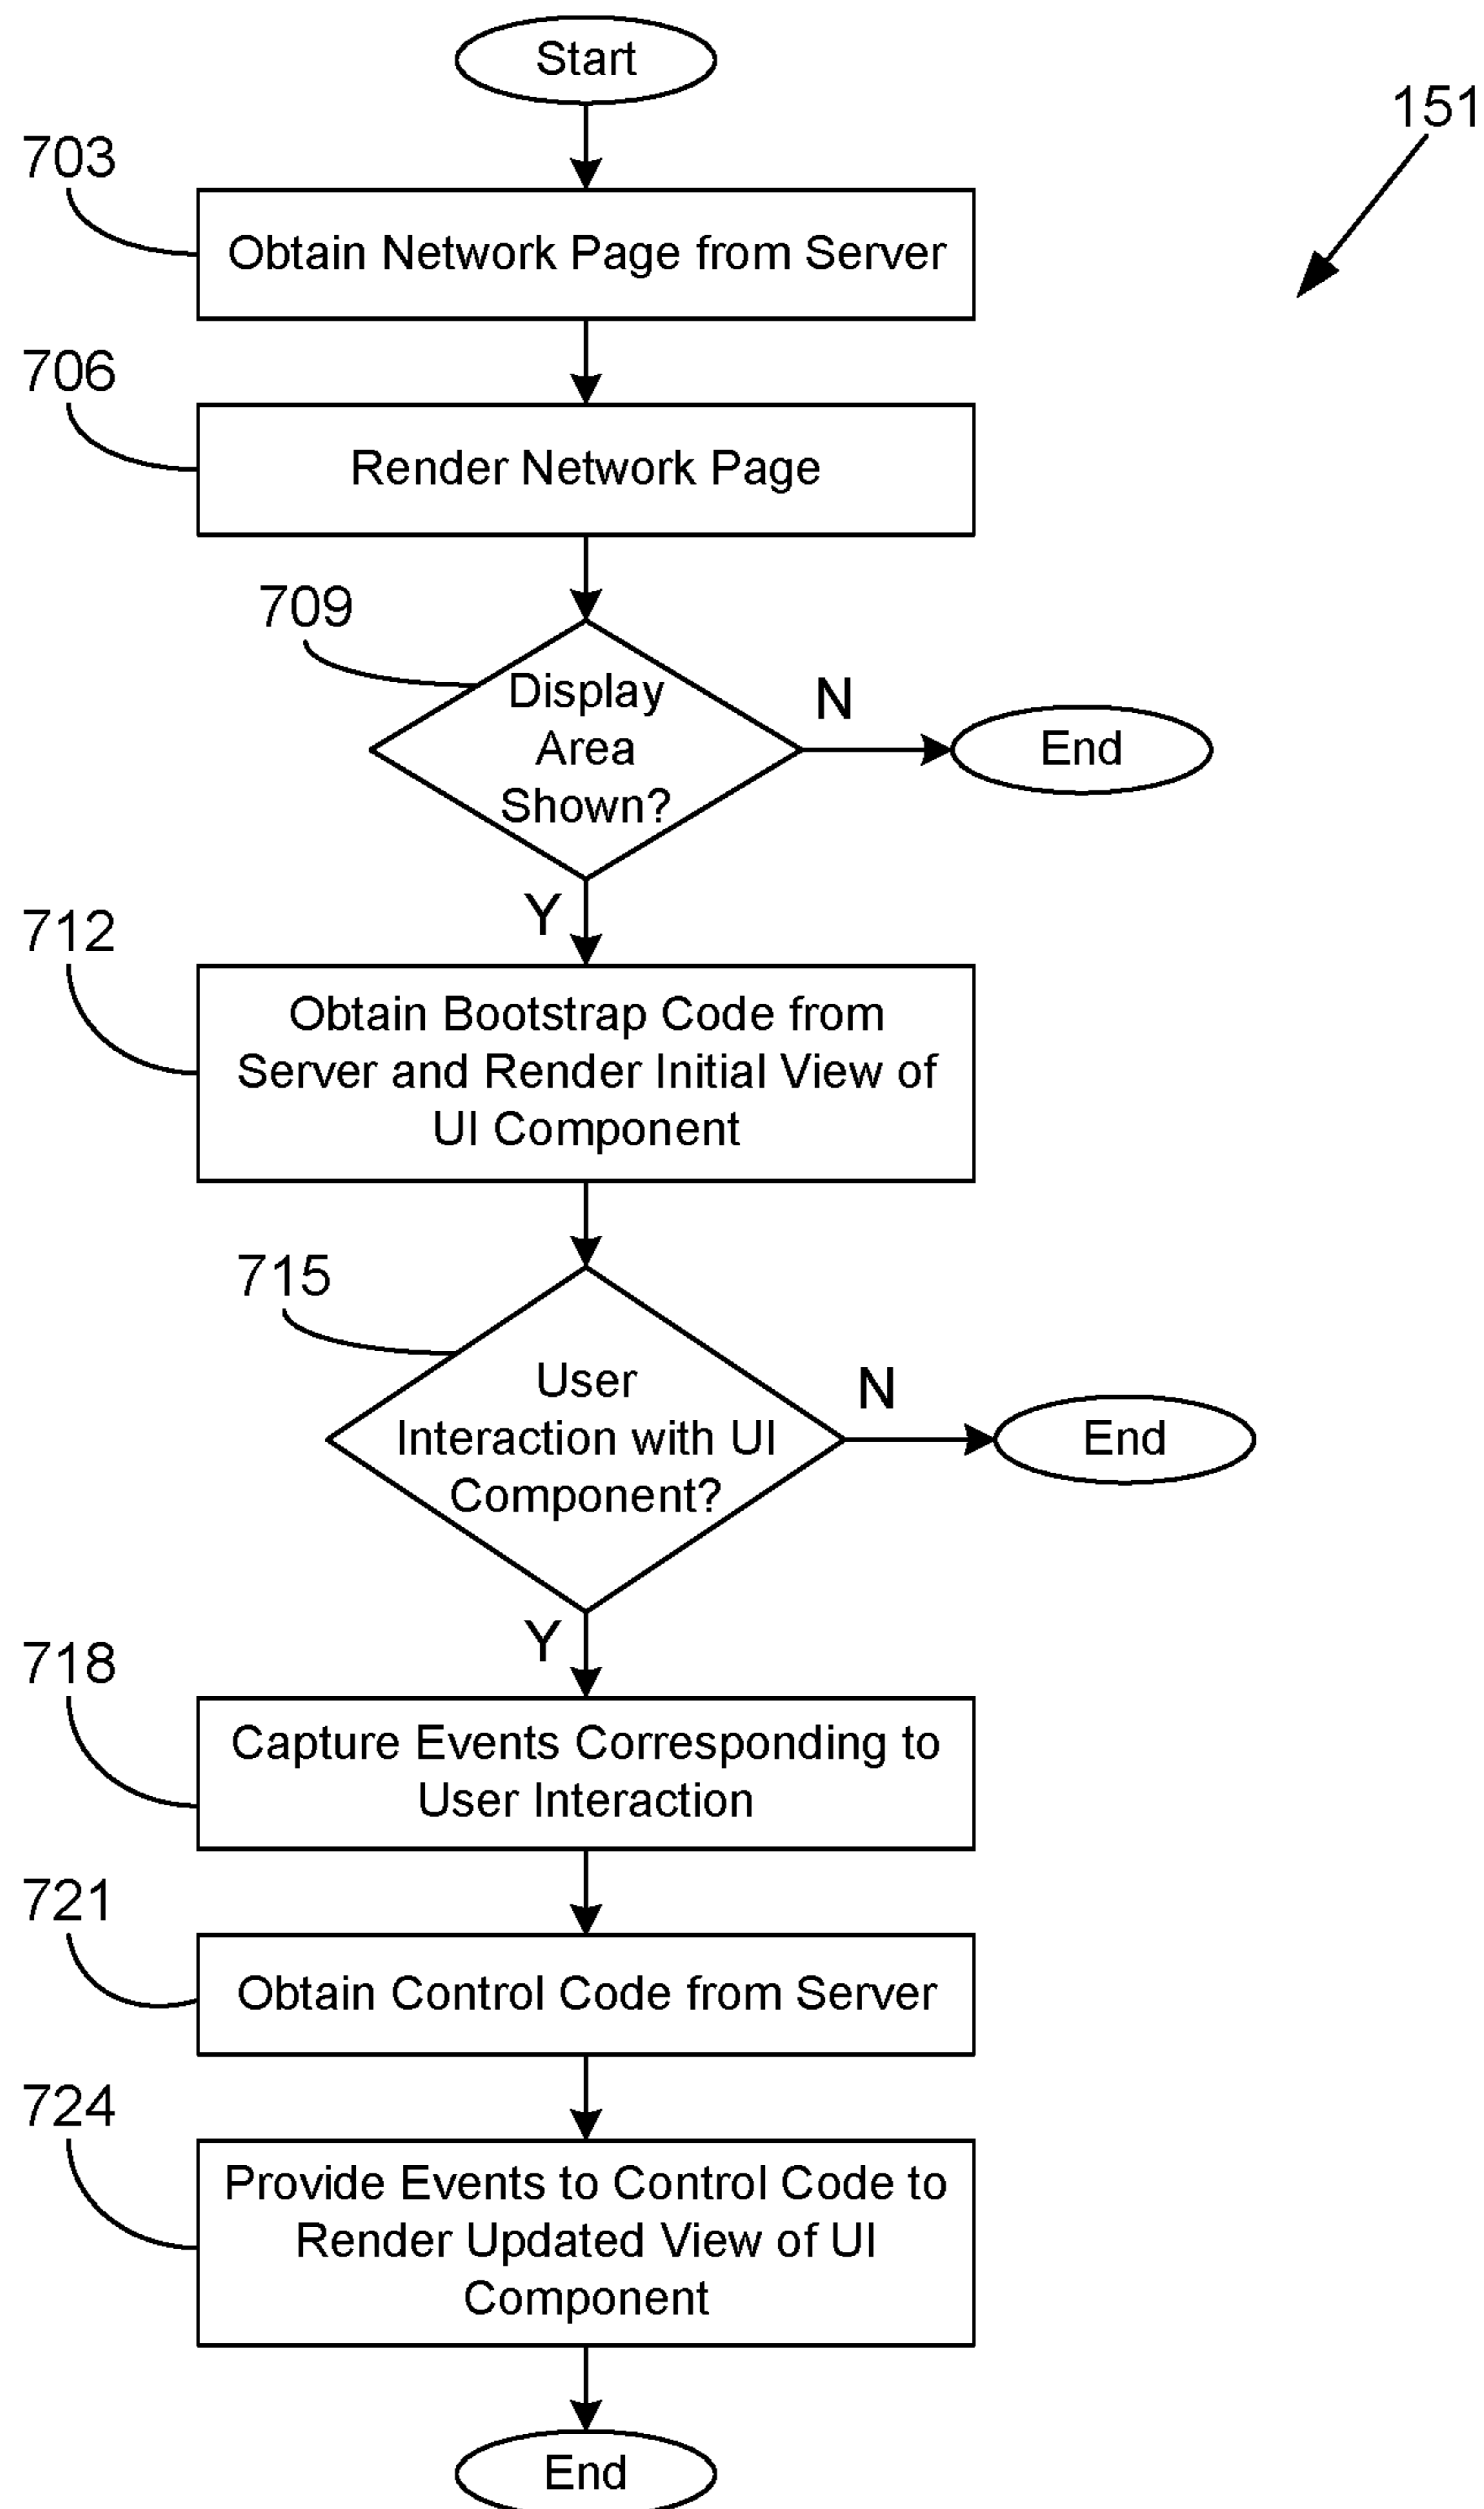 Start
151
703
Obtain Network Page from Server
706
Render Network Page
709
Display
Area
Shown?
N
End
Y
712
Obtain Bootstrap Code from
Server and Render Initial View of
UI Component
715
User
Interaction with UI
Component?
N
End
Y
718
Capture Events Corresponding to
User Interaction
721
Obtain Control Code from Server
724
Provide Events to Control Code to
Render Updated View of UI
Component
End